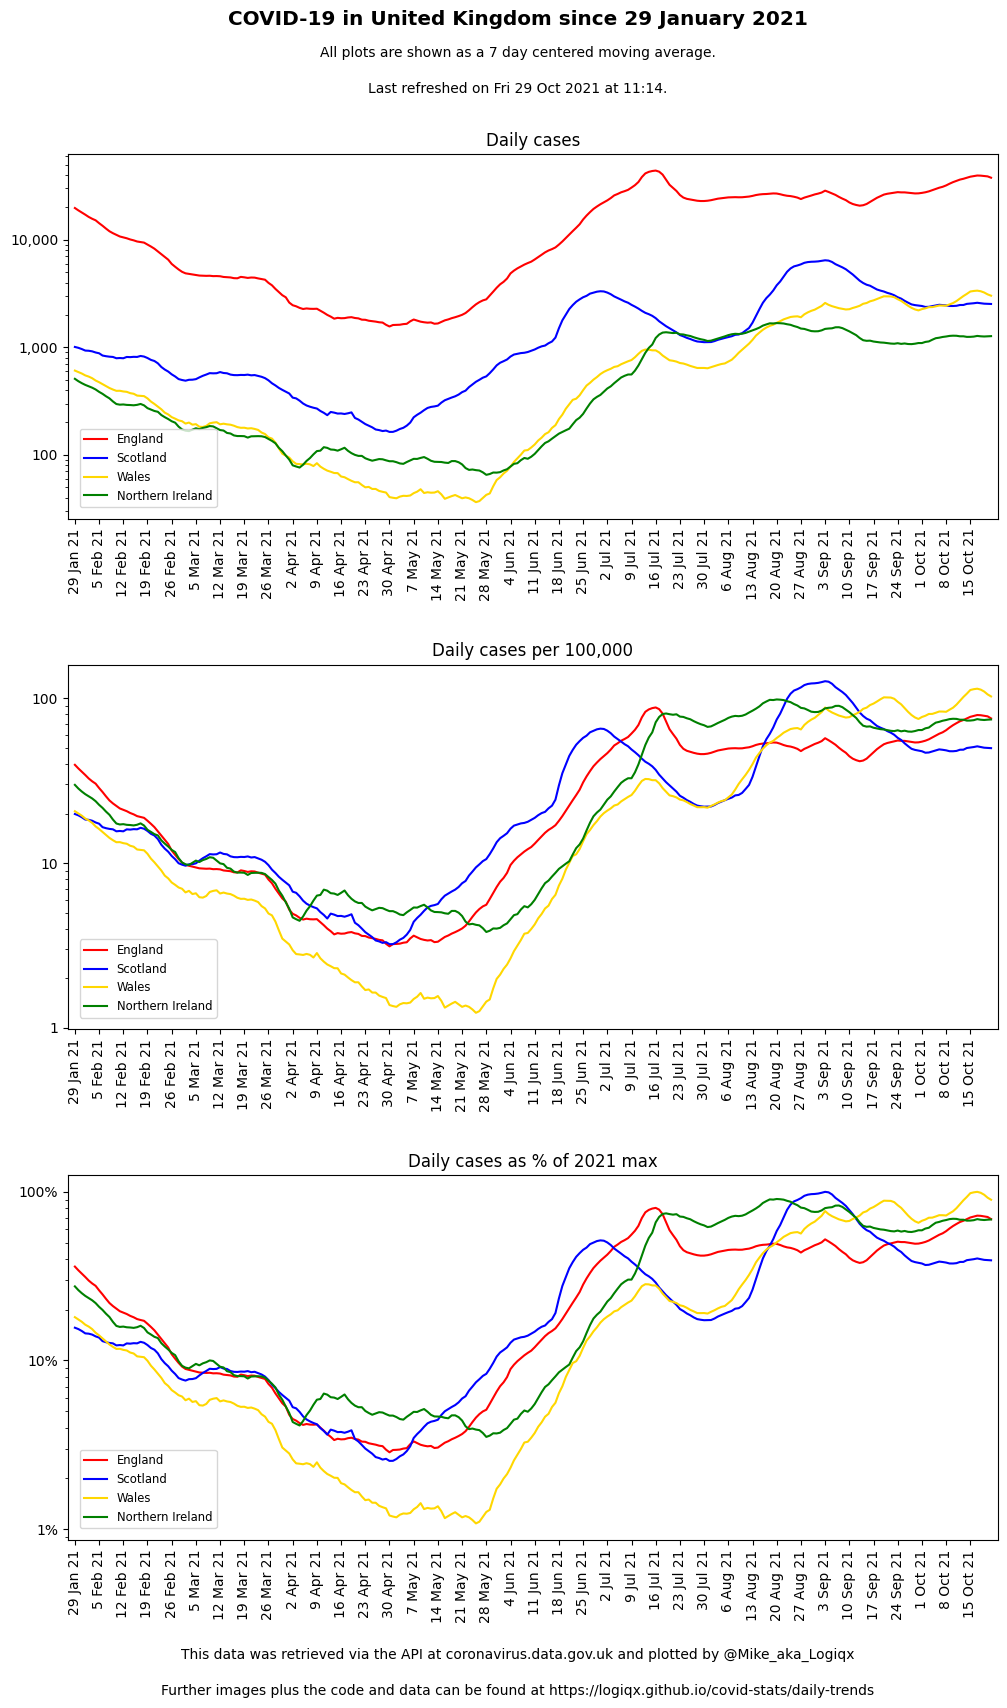 COVID-19 in United Kingdom since 29 January 2021
All plots are shown as a 7 day centered moving average.
Last refreshed on Fri 29 Oct 2021 at 11:14.
Daily cases
10,000
1,000
100
England
Scotland
Wales
Northern Ireland
29 Jan 21
5 Feb 21
12 Feb 21
19 Feb 21
26 Feb 21
5 Mar 21
12 Mar 21
19 Mar 21
26 Mar 21
2 Apr 21
9 Apr 21
16 Apr 21
23 Apr 21
30 Apr 21
7 May 21
14 May 21
21 May 21
28 May 21
4 Jun 21
11 Jun 21
18 Jun 21
25 Jun 21
2 Jul 21
9 Jul 21
16 Jul 21
23 Jul 21
30 Jul 21
6 Aug 21
13 Aug 21
20 Aug 21
27 Aug 21
3 Sep 21
10 Sep 21
17 Sep 21
24 Sep 21
1 Oct 21
8 Oct 21
15 Oct 21
Daily cases per 100,000
100
10
1
England
Scotland
Wales
Northern Ireland
29 Jan 21
5 Feb 21
12 Feb 21
19 Feb 21
26 Feb 21
5 Mar 21
12 Mar 21
19 Mar 21
26 Mar 21
2 Apr 21
9 Apr 21
16 Apr 21
23 Apr 21
30 Apr 21
7 May 21
14 May 21
21 May 21
28 May 21
4 Jun 21
11 Jun 21
18 Jun 21
25 Jun 21
2 Jul 21
9 Jul 21
16 Jul 21
23 Jul 21
30 Jul 21
6 Aug 21
13 Aug 21
20 Aug 21
27 Aug 21
3 Sep 21
10 Sep 21
17 Sep 21
24 Sep 21
1 Oct 21
8 Oct 21
15 Oct 21
Daily cases as % of 2021 max
100%
10%
1%
England
Scotland
Wales
Northern Ireland
29 Jan 21
5 Feb 21
12 Feb 21
19 Feb 21
26 Feb 21
5 Mar 21
12 Mar 21
19 Mar 21
26 Mar 21
2 Apr 21
9 Apr 21
16 Apr 21
23 Apr 21
30 Apr 21
7 May 21
14 May 21
21 May 21
28 May 21
4 Jun 21
11 Jun 21
18 Jun 21
25 Jun 21
2 Jul 21
9 Jul 21
16 Jul 21
23 Jul 21
30 Jul 21
6 Aug 21
13 Aug 21
20 Aug 21
27 Aug 21
3 Sep 21
10 Sep 21
17 Sep 21
24 Sep 21
1 Oct 21
8 Oct 21
15 Oct 21
This data was retrieved via the API at coronavirus.data.gov.uk and plotted by @Mike_aka_Logiqx
Further images plus the code and data can be found at https://logiqx.github.io/covid-stats/daily-trends